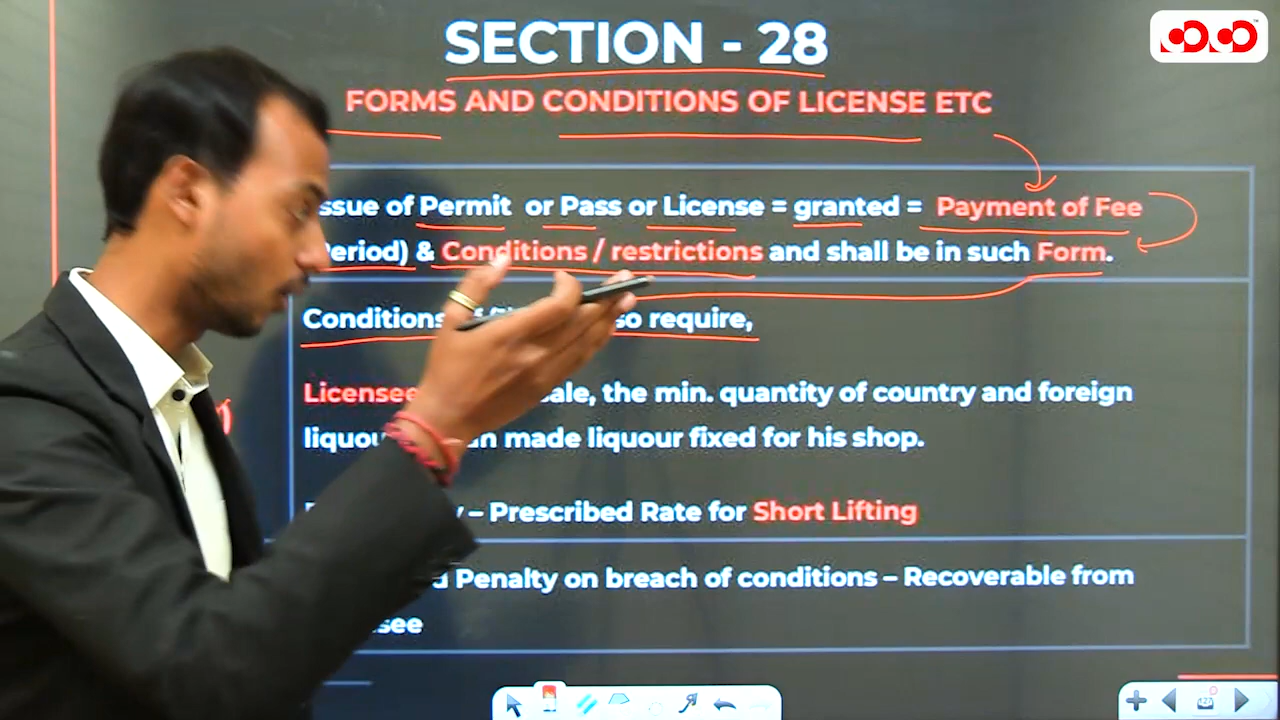 SECTION - 28
FORMS AND CONDITIONS OF LICENSE ETC
ssue of Permit or Pass or License = granted = Payment of Fee
Period) & Conditions / restrictions and shall be in such Form.
Conditions so require,
Licensee sale, the min. quantity of country and foreign
made liquour fixed for his shop.
– Prescribed Rate for Short Lifting
Penalty on breach of conditions – Recoverable from
see